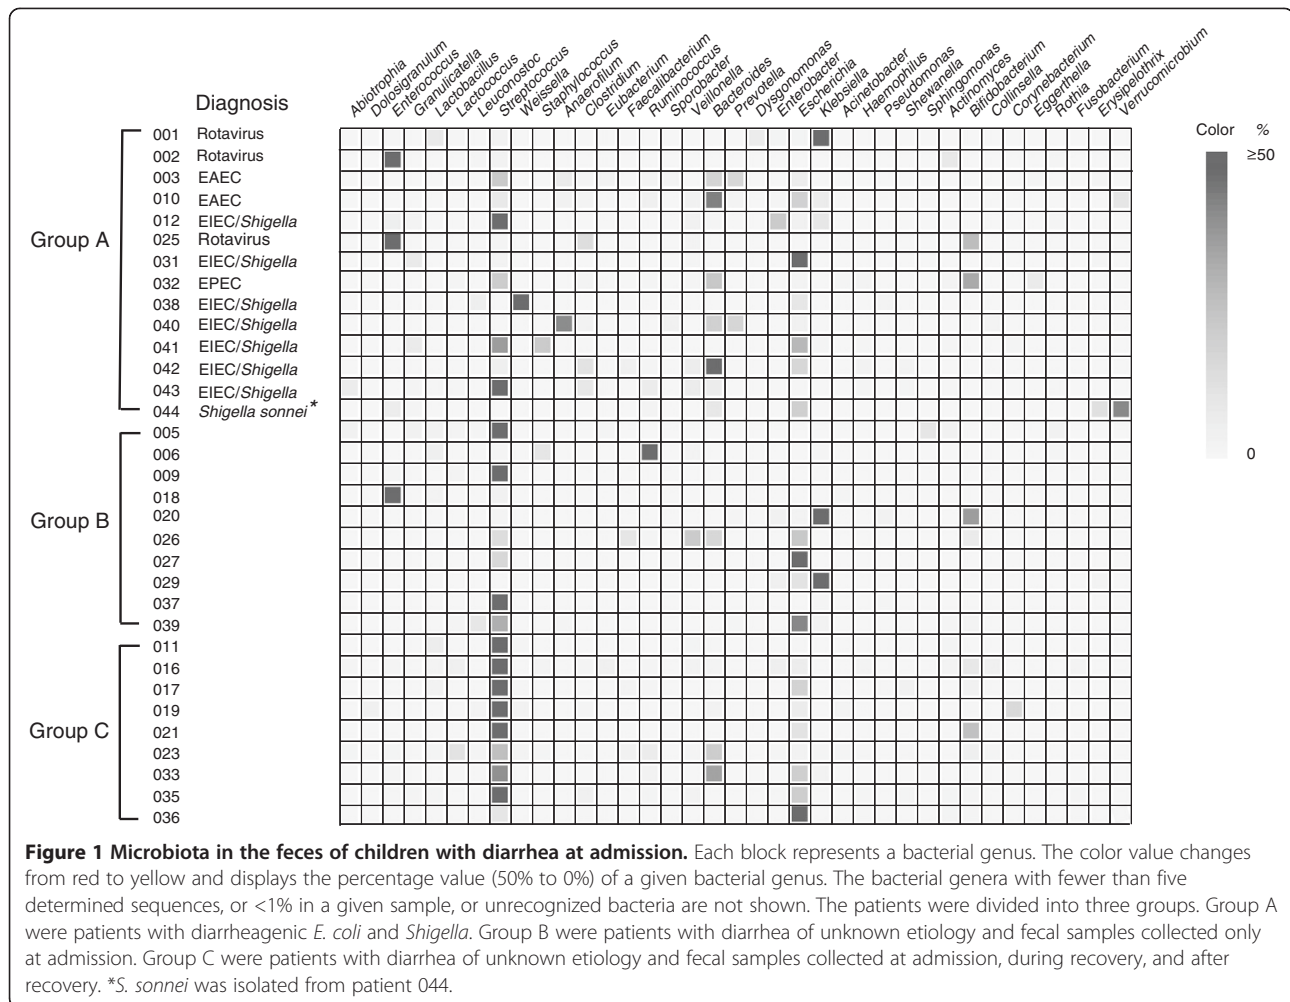 Abiotrophia
Dolosigranulum
Enterococcus
Granulicatella
Lactobacillus
Lactococcus
Leuconostoc
Streptococcus
Weissella
Staphylococcus
Anaerofilum
Clostridium
Eubacterium
Faecalibacterium
Ruminococcus
Sporobacter
Veillonella
Bacteroides
Prevotella
Dysgonomonas
Enterobacter
Escherichia
Klebsiella
Acinetobacter
Haemophilus
Pseudomonas
Shewanella
Sphingomonas
Actinomyces
Bifidobacterium
Collinsella
Corynebacterium
Eggerthella
Rothia
Fusobacterium
Erysipelothrix
Verrucomicrobium
Diagnosis
Color %
≥50
0
Group A
001 Rotavirus
002 Rotavirus
003 EAEC
010 EAEC
012 EIEC/Shigella
025 Rotavirus
031 EIEC/Shigella
032 EPEC
038 EIEC/Shigella
040 EIEC/Shigella
041 EIEC/Shigella
042 EIEC/Shigella
043 EIEC/Shigella
044 Shigella sonnei*
Group B
005
006
009
018
020
026
027
029
037
039
Group C
011
016
017
019
021
023
033
035
036
Figure 1 Microbiota in the feces of children with diarrhea at admission. Each block represents a bacterial genus. The color value changes
from red to yellow and displays the percentage value (50% to 0%) of a given bacterial genus. The bacterial genera with fewer than five
determined sequences, or <1% in a given sample, or unrecognized bacteria are not shown. The patients were divided into three groups. Group A
were patients with diarrheagenic E. coli and Shigella. Group B were patients with diarrhea of unknown etiology and fecal samples collected only
at admission. Group C were patients with diarrhea of unknown etiology and fecal samples collected at admission, during recovery, and after
recovery. *S. sonnei was isolated from patient 044.